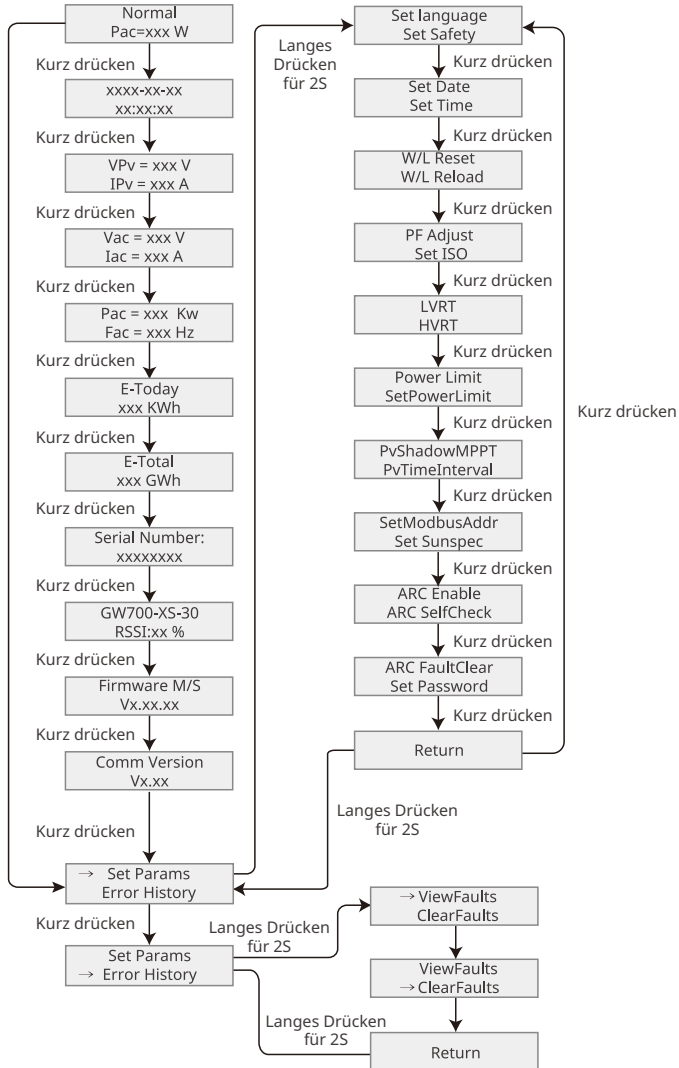 Normal
Pac=xxx W
Kurz drücken
xxxx-xx-xx
xx:xx:xx
Kurz drücken
VPv = xxx V
IPv = xxx A
Kurz drücken
Vac = xxx V
Iac = xxx A
Kurz drücken
Pac = xxx Kw
Fac = xxx Hz
Kurz drücken
E-Today
xxx KWh
Kurz drücken
E-Total
xxx GWh
Kurz drücken
Serial Number:
xxxxxxxx
Kurz drücken
GW700-XS-30
RSSI:xx %
Kurz drücken
Firmware M/S
Vx.xx.xx
Kurz drücken
Comm Version
Vx.xx
Kurz drücken
→ Set Params
Error History
Kurz drücken
Set Params
→ Error History
Langes
Drücken
für 2S
Set language
Set Safety
Kurz drücken
Set Date
Set Time
Kurz drücken
W/L Reset
W/L Reload
Kurz drücken
PF Adjust
Set ISO
Kurz drücken
LVRT
HVRT
Kurz drücken
Power Limit
SetPowerLimit
Kurz drücken
PvShadowMPPT
PvTimeInterval
Kurz drücken
SetModbusAddr
Set Sunspec
Kurz drücken
ARC Enable
ARC SelfCheck
Kurz drücken
ARC FaultClear
Set Password
Kurz drücken
Return
Kurz drücken
Langes Drücken
für 2S
Langes Drücken
für 2S
→ ViewFaults
ClearFaults
ViewFaults
→ ClearFaults
Langes Drücken
für 2S
Return